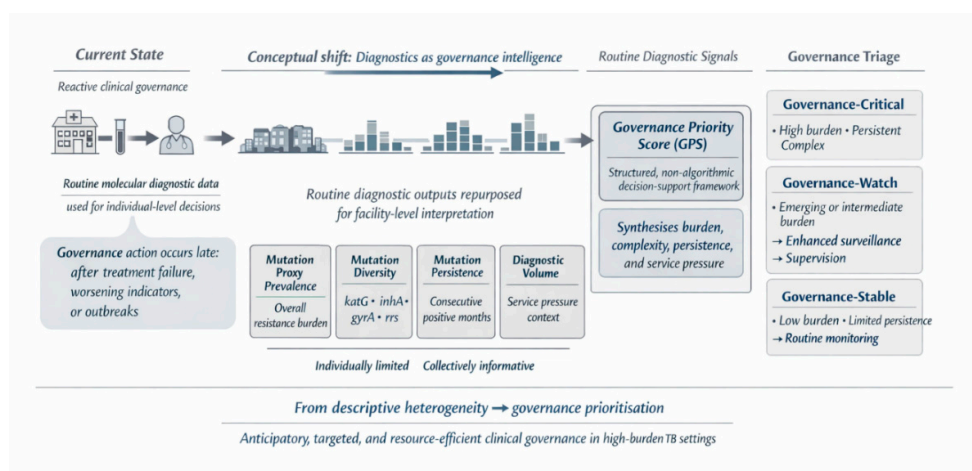 Current State
Reactive clinical governance
Routine molecular diagnostic data
used for individual-level decisions
Governance action occurs late:
after treatment failure,
worsening indicators,
or outbreaks
Conceptual shift: Diagnostics as governance intelligence
Routine diagnostic outputs repurposed
for facility-level interpretation
Mutation
Proxy
Prevalence
Overall
resistance burden
Mutation
Diversity
katG • inhA•
gyrA • rrs
Mutation
Persistence
Consecutive
positive months
Diagnostic
Volume
Service pressure
context
Individually limited Collectively informative
Routine Diagnostic Signals
Governance Priority
Score (GPS)
Structured, non-algorithmic
decision-support framework
Synthesises burden,
complexity, persistence,
and service pressure
Governance Triage
Governance-Critical
• High burden • Persistent
Complex
Governance-Watch
• Emerging or intermediate
burden
→ Enhanced surveillance
→ Supervision
Governance-Stable
• Low burden • Limited persistence
→ Routine monitoring
From descriptive heterogeneity → governance prioritisation
Anticipatory, targeted, and resource-efficient clinical governance in high-burden TB settings